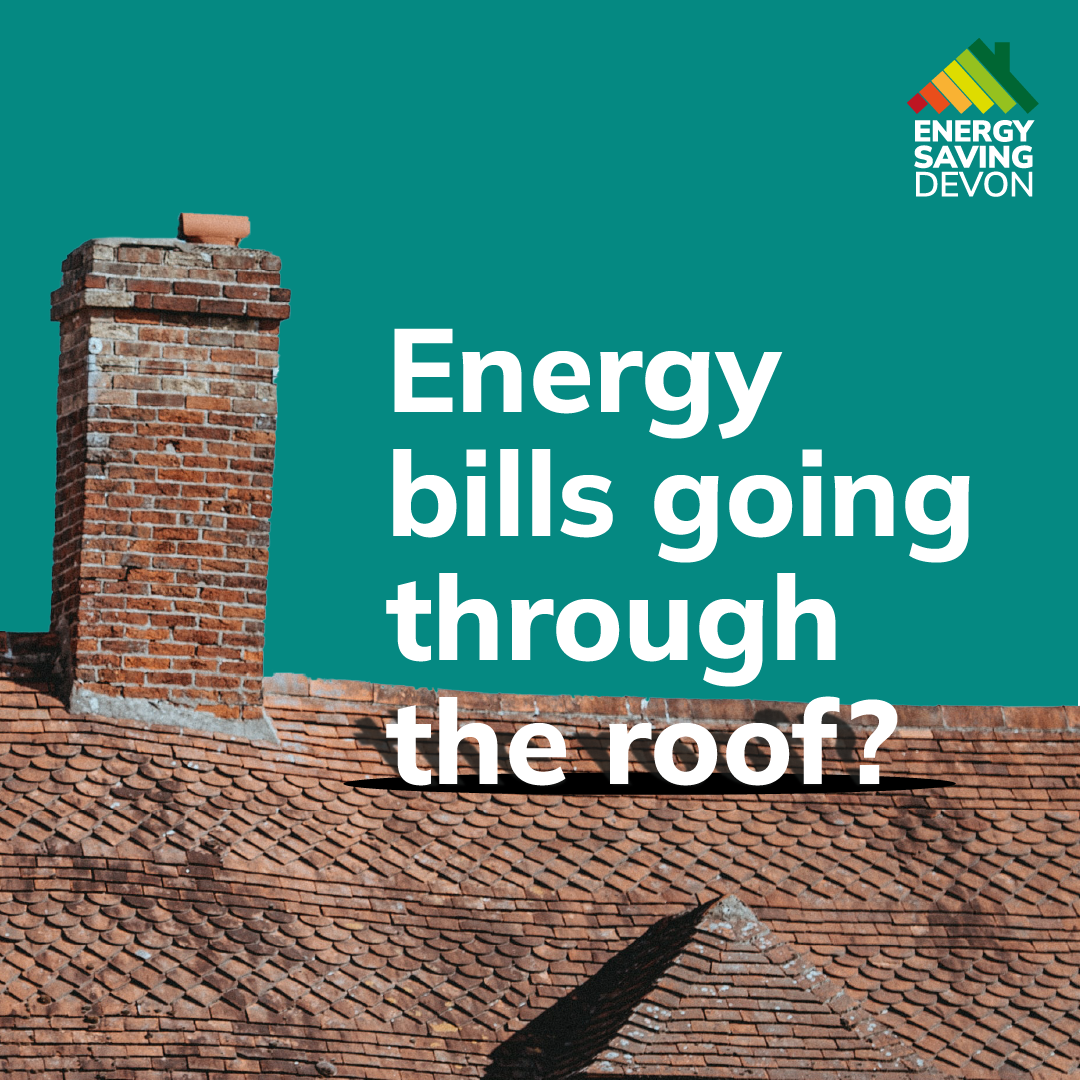 ENERGY
SAVING
DEVON
Energy
bills going
through
the roof?